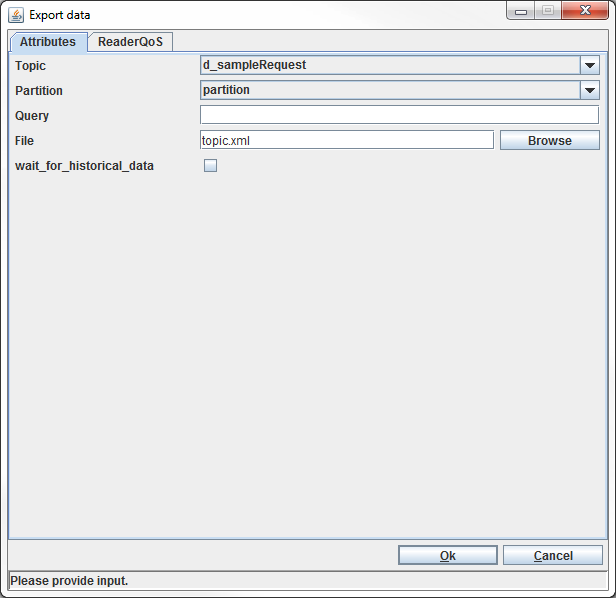 Export data
Attributes ReaderQoS
Topic d_sampleRequest
Partition partition
Query
File topic.xml Browse
wait_for_historical_data
Ok Cancel
Please provide input.